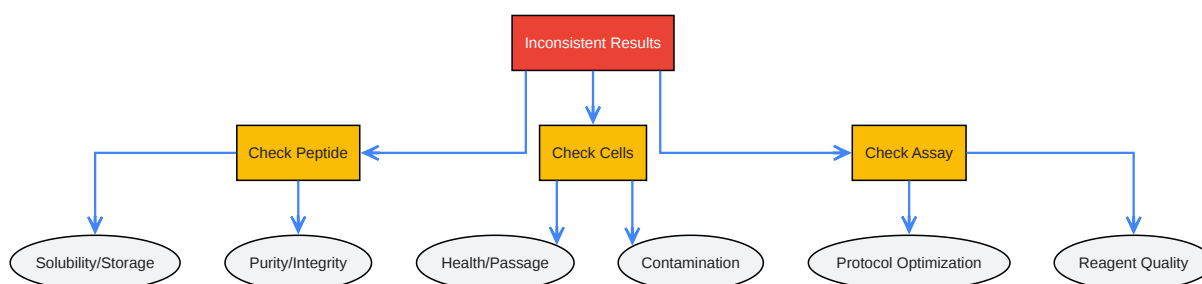 Inconsistent Results
Check Peptide
Check Cells
Check Assay
Solubility/Storage
Purity/Integrity
Health/Passage
Contamination
Protocol Optimization
Reagent Quality